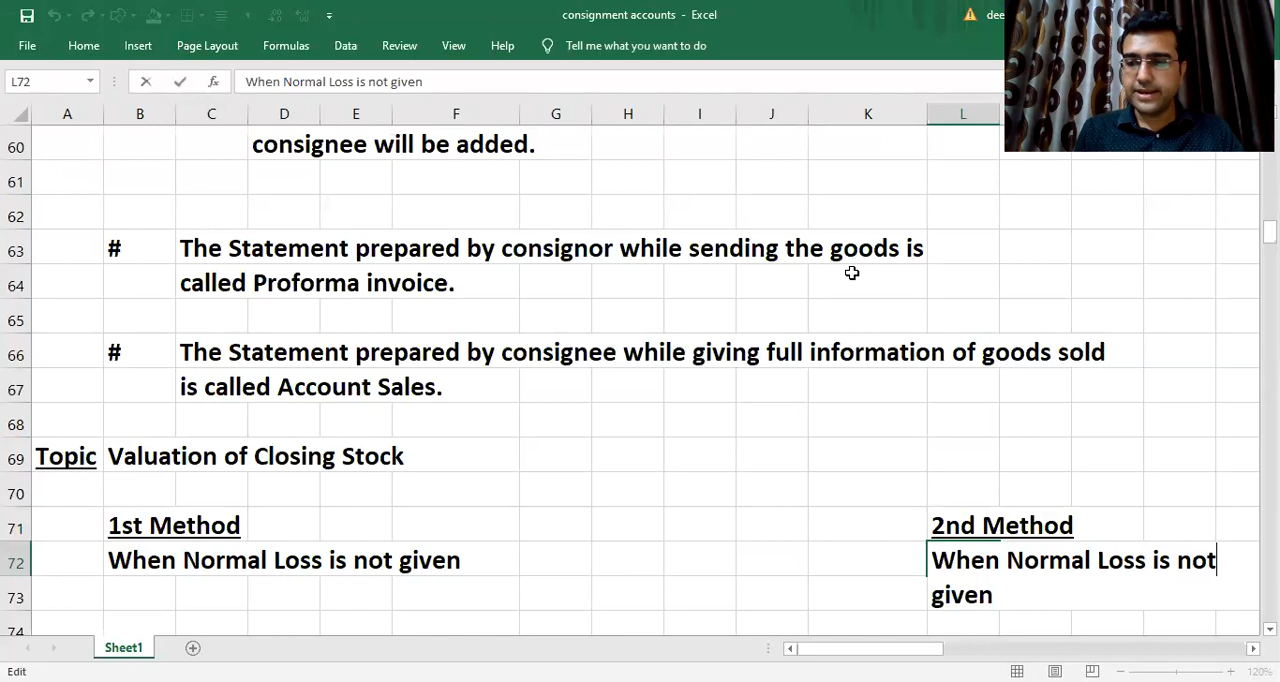 consignment accounts - Excel
dee
File Home Insert Page Layout Formulas Data Review View Help Tell me what you want to do
L72 fx When Normal Loss is not given
A B C D E F G H I J K L
60 consignee will be added.
61
62
63 # The Statement prepared by consignor while sending the goods is
64 called Proforma invoice.
65
66 # The Statement prepared by consignee while giving full information of goods sold
67 is called Account Sales.
68
69 Topic Valuation of Closing Stock
70
71 1st Method 2nd Method
72 When Normal Loss is not given When Normal Loss is not
73 given
74
Sheet1
Edit 120%